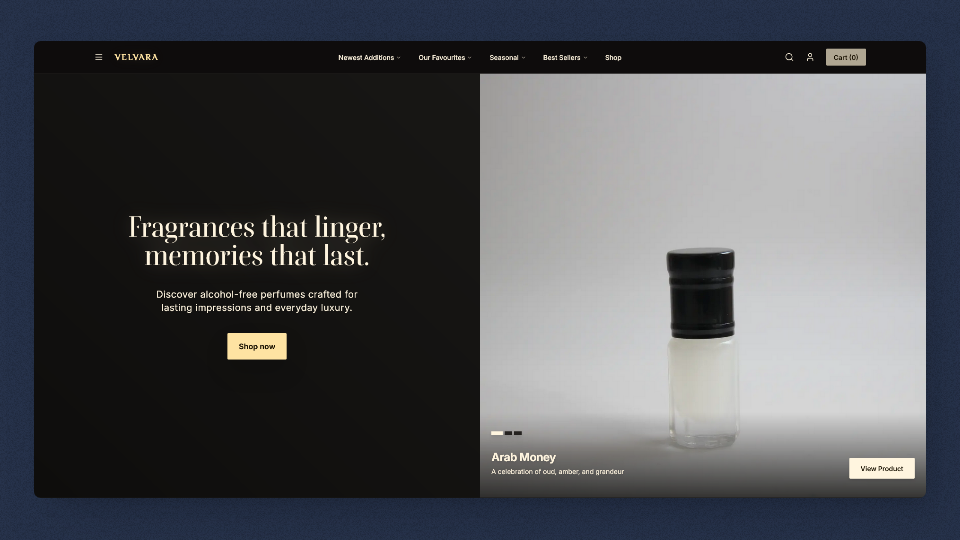 VELVARA
Newest Additions
Our Favourites
Seasonal
Best Sellers
Shop
Cart (0)
Fragrances that linger,
memories that last.
Discover alcohol-free perfumes crafted for
lasting impressions and everyday luxury.
Shop now
Arab Money
A celebration of oud, amber, and grandeur
View Product